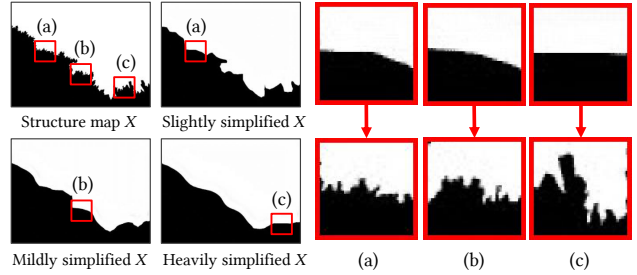 (a)
(b)
(c)
(a)
Structure map X
Slightly simplified X
(b)
(c)
Mildly simplified X
Heavily simplified X
(a)
(b)
(c)